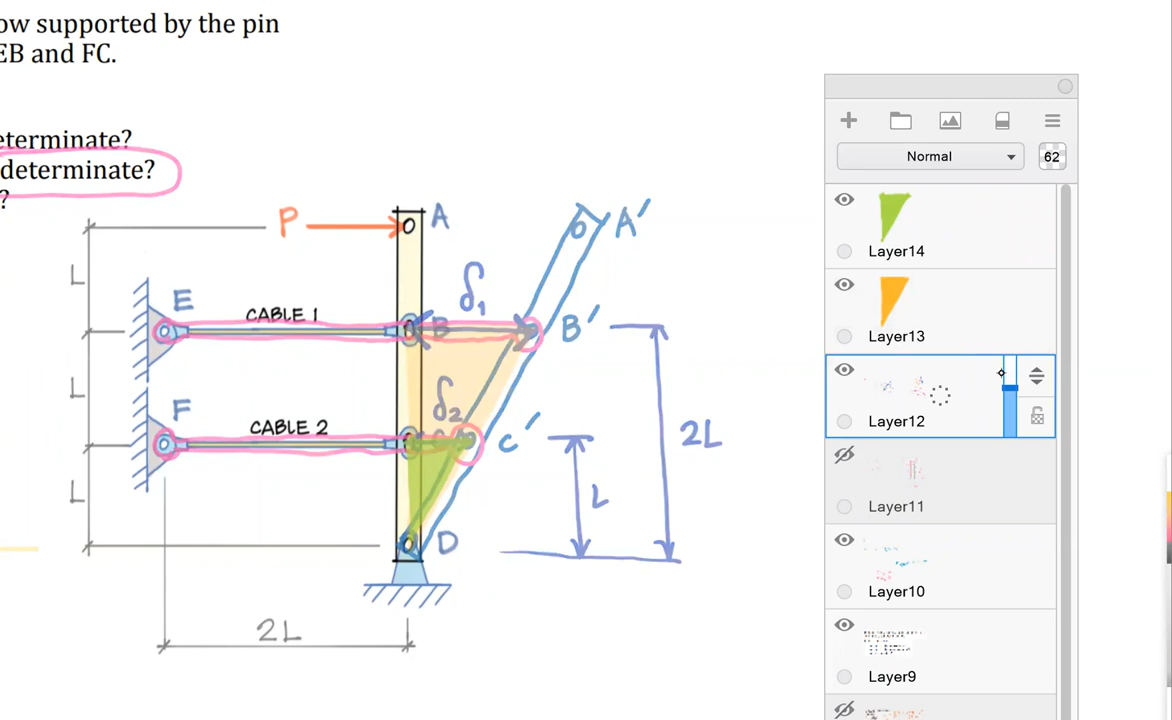 ow supported by the pin
EB and FC.
eterminate?
determinate?
?
P
A
A'
L
E
CABLE 1
δ1
B
B'
L
F
CABLE 2
δ2
C'
2L
L
L
D
2L
Normal
62
Layer14
Layer13
Layer12
Layer11
Layer10
Layer9